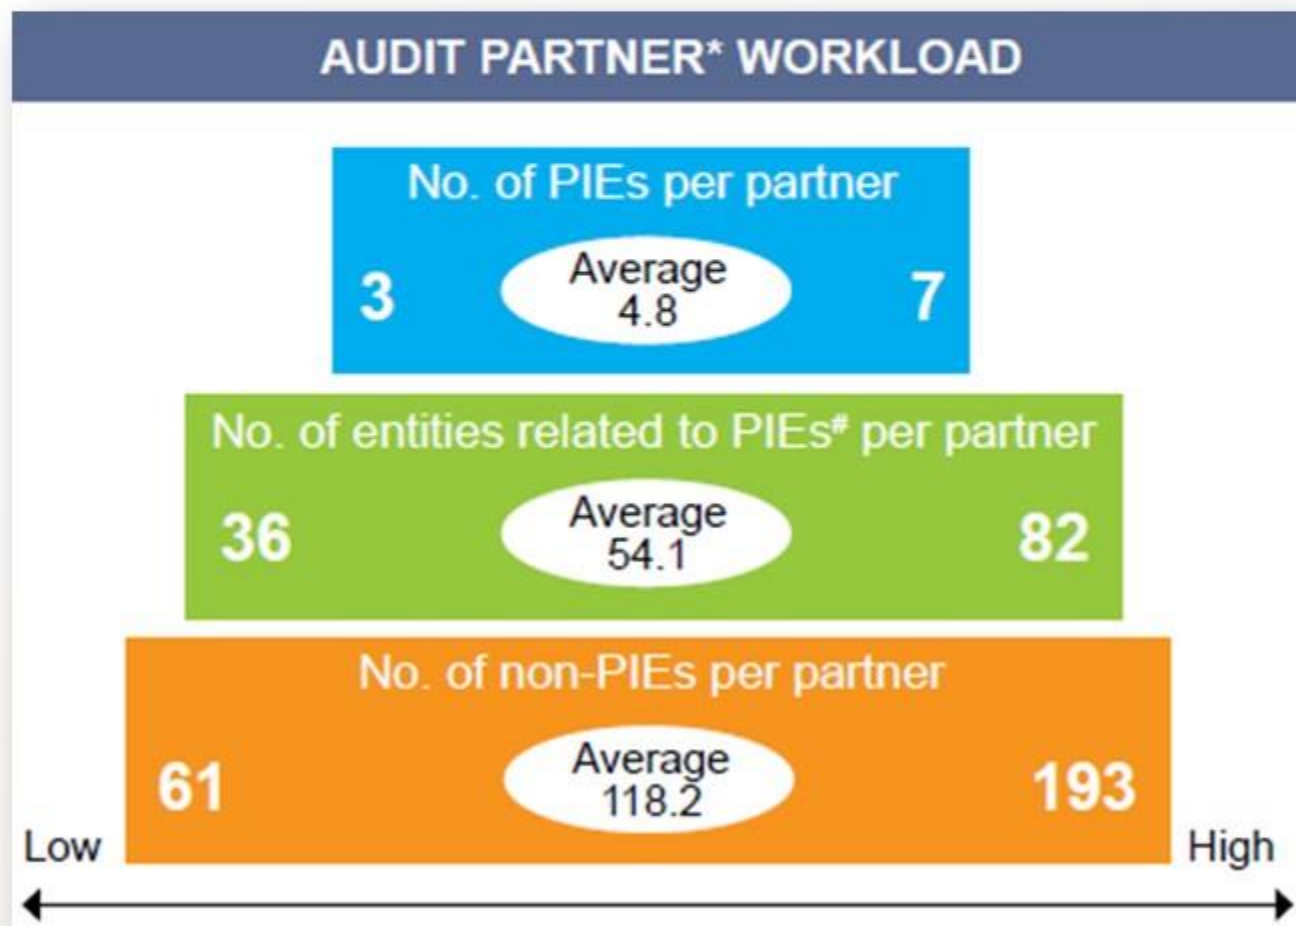 AUDIT PARTNER* WORKLOAD
No. of PIEs per partner
3
Average
4.8
7
No. of entities related to PIEs# per partner
36
Average
54.1
82
No. of non-PIEs per partner
61
Average
118.2
193
Low
High